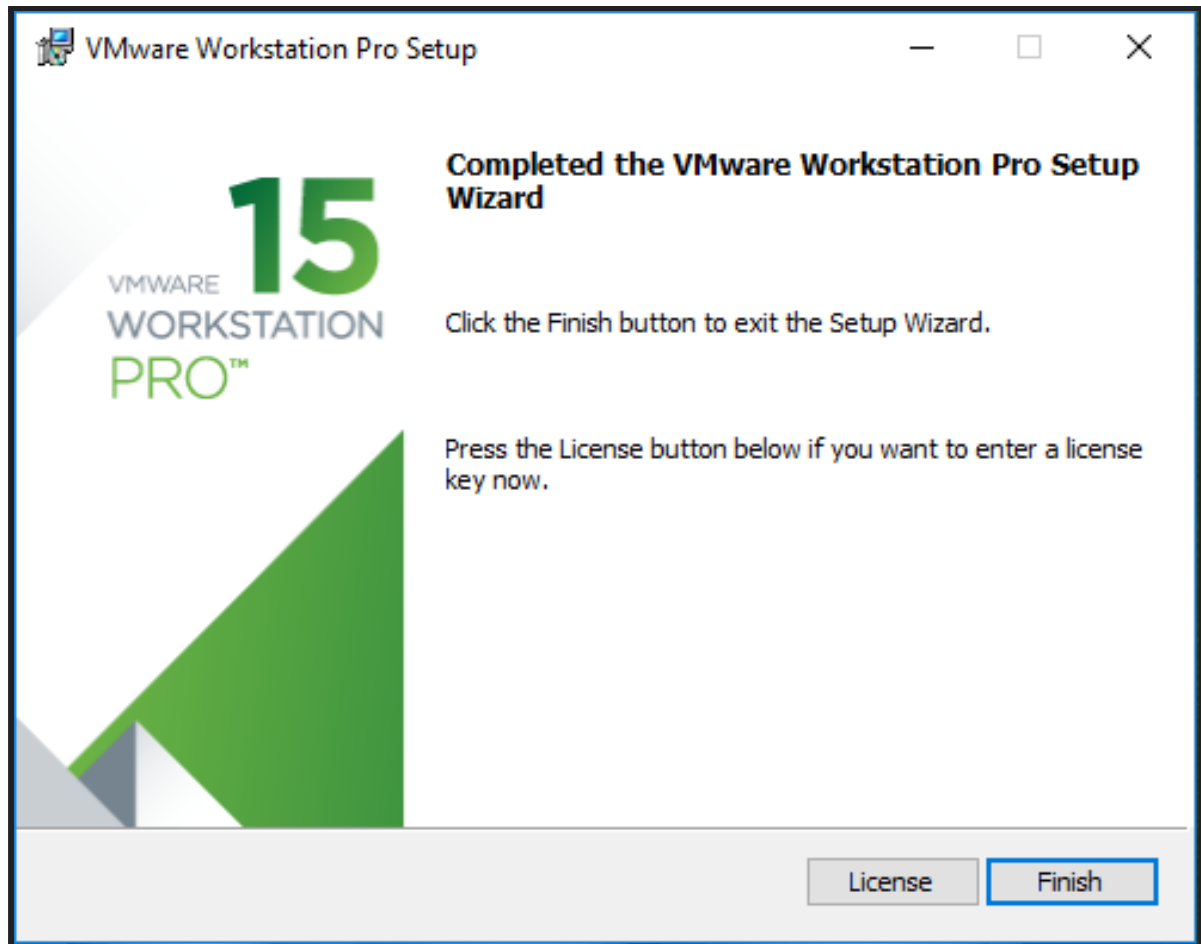 VMware Workstation Pro Setup
15
VMWARE
WORKSTATION
PRO™
Completed the VMware Workstation Pro Setup
Wizard
Click the Finish button to exit the Setup Wizard.
Press the License button below if you want to enter a license
key now.
License
Finish